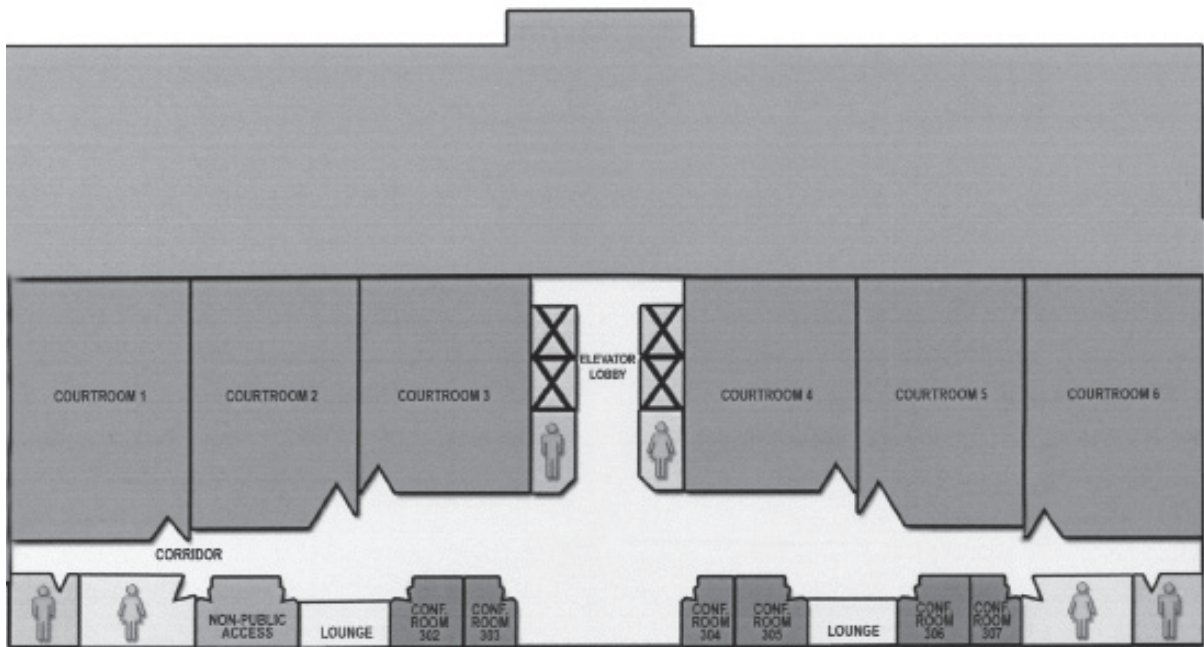 COURTROOM 1
COURTROOM 2
COURTROOM 3
ELEVATOR
LOBBY
COURTROOM 4
COURTROOM 5
COURTROOM 6
CORRIDOR
NON-PUBLIC
ACCESS
LOUNGE
CONF.
ROOM
302
CONF.
ROOM
303
CONF.
ROOM
304
CONF.
ROOM
305
LOUNGE
CONF.
ROOM
306
CONF.
ROOM
307